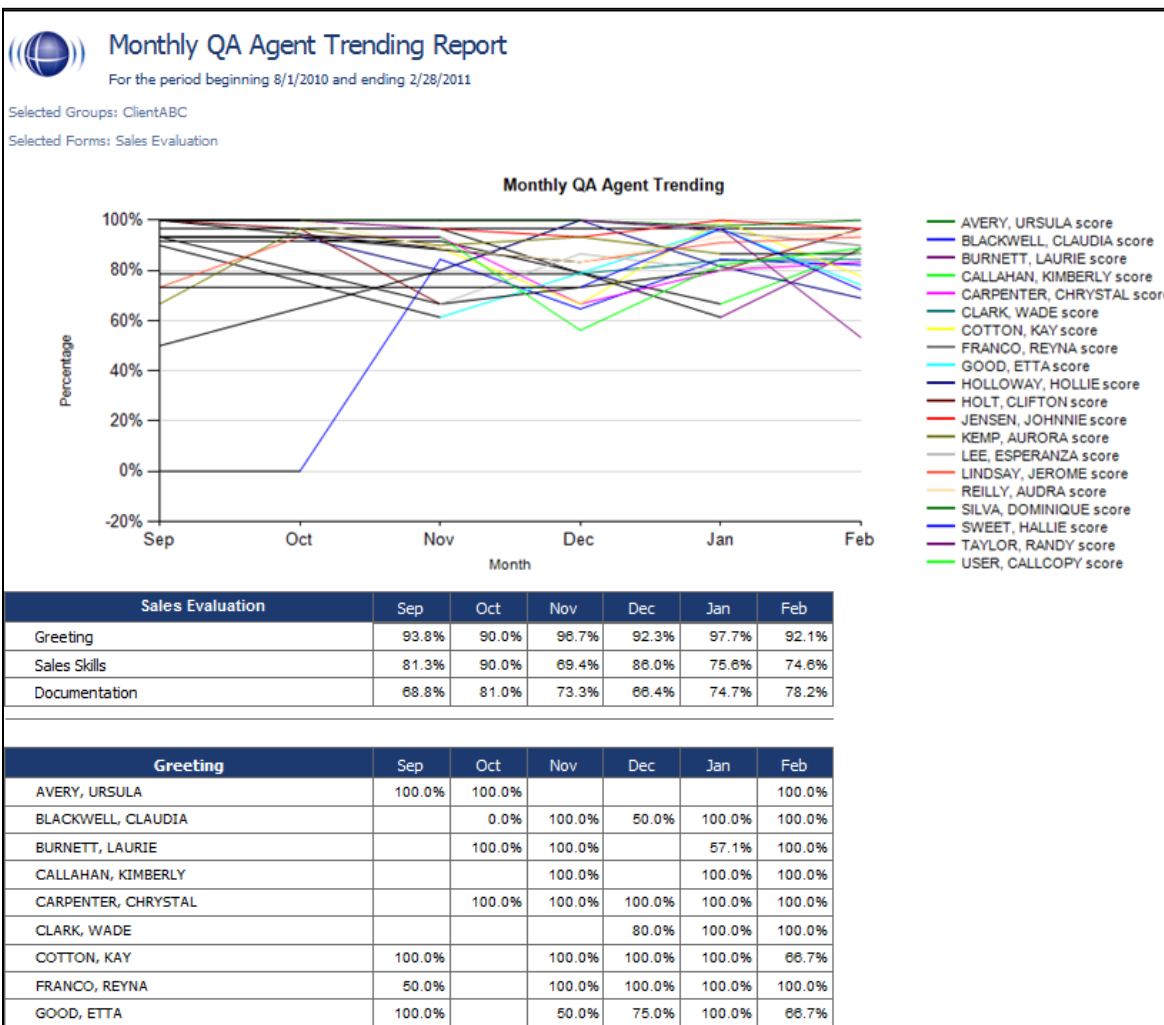 Monthly QA Agent Trending Report
For the period beginning 8/1/2010 and ending 2/28/2011
Selected Groups: ClientABC
Selected Forms: Sales Evaluation
Monthly QA Agent Trending
100%
80%
60%
40%
20%
0%
-20%
Percentage
Sep Oct Nov Dec Jan Feb
Month
AVERY, URSULA score
BLACKWELL, CLAUDIA score
BURNETT, LAURIE score
CALLAHAN, KIMBERLY score
CARPENTER, CHRYSTAL score
CLARK, WADE score
COTTON, KAY score
FRANCO, REYNA score
GOOD, ETTA score
HOLLOWAY, HOLLIE score
HOLT, CLIFTON score
JENSEN, JOHNNIE score
KEMP, AURORA score
LEE, ESPERANZA score
LINDSAY, JEROME score
REILLY, AUDRA score
SILVA, DOMINIQUE score
SWEET, HALLIE score
TAYLOR, RANDY score
USER, CALLCOPY score
Sales Evaluation Sep Oct Nov Dec Jan Feb
Greeting 93.8% 90.0% 96.7% 92.3% 97.7% 92.1%
Sales Skills 81.3% 90.0% 69.4% 86.0% 75.6% 74.6%
Documentation 68.8% 81.0% 73.3% 66.4% 74.7% 78.2%
Greeting Sep Oct Nov Dec Jan Feb
AVERY, URSULA 100.0% 100.0% 100.0%
BLACKWELL, CLAUDIA 0.0% 100.0% 50.0% 100.0% 100.0%
BURNETT, LAURIE 100.0% 100.0% 57.1% 100.0%
CALLAHAN, KIMBERLY 100.0% 100.0% 100.0%
CARPENTER, CHRYSTAL 100.0% 100.0% 100.0% 100.0% 100.0%
CLARK, WADE 80.0% 100.0% 100.0%
COTTON, KAY 100.0% 100.0% 100.0% 100.0% 66.7%
FRANCO, REYNA 50.0% 100.0% 100.0% 100.0% 100.0%
GOOD, ETTA 100.0% 50.0% 75.0% 100.0% 66.7%